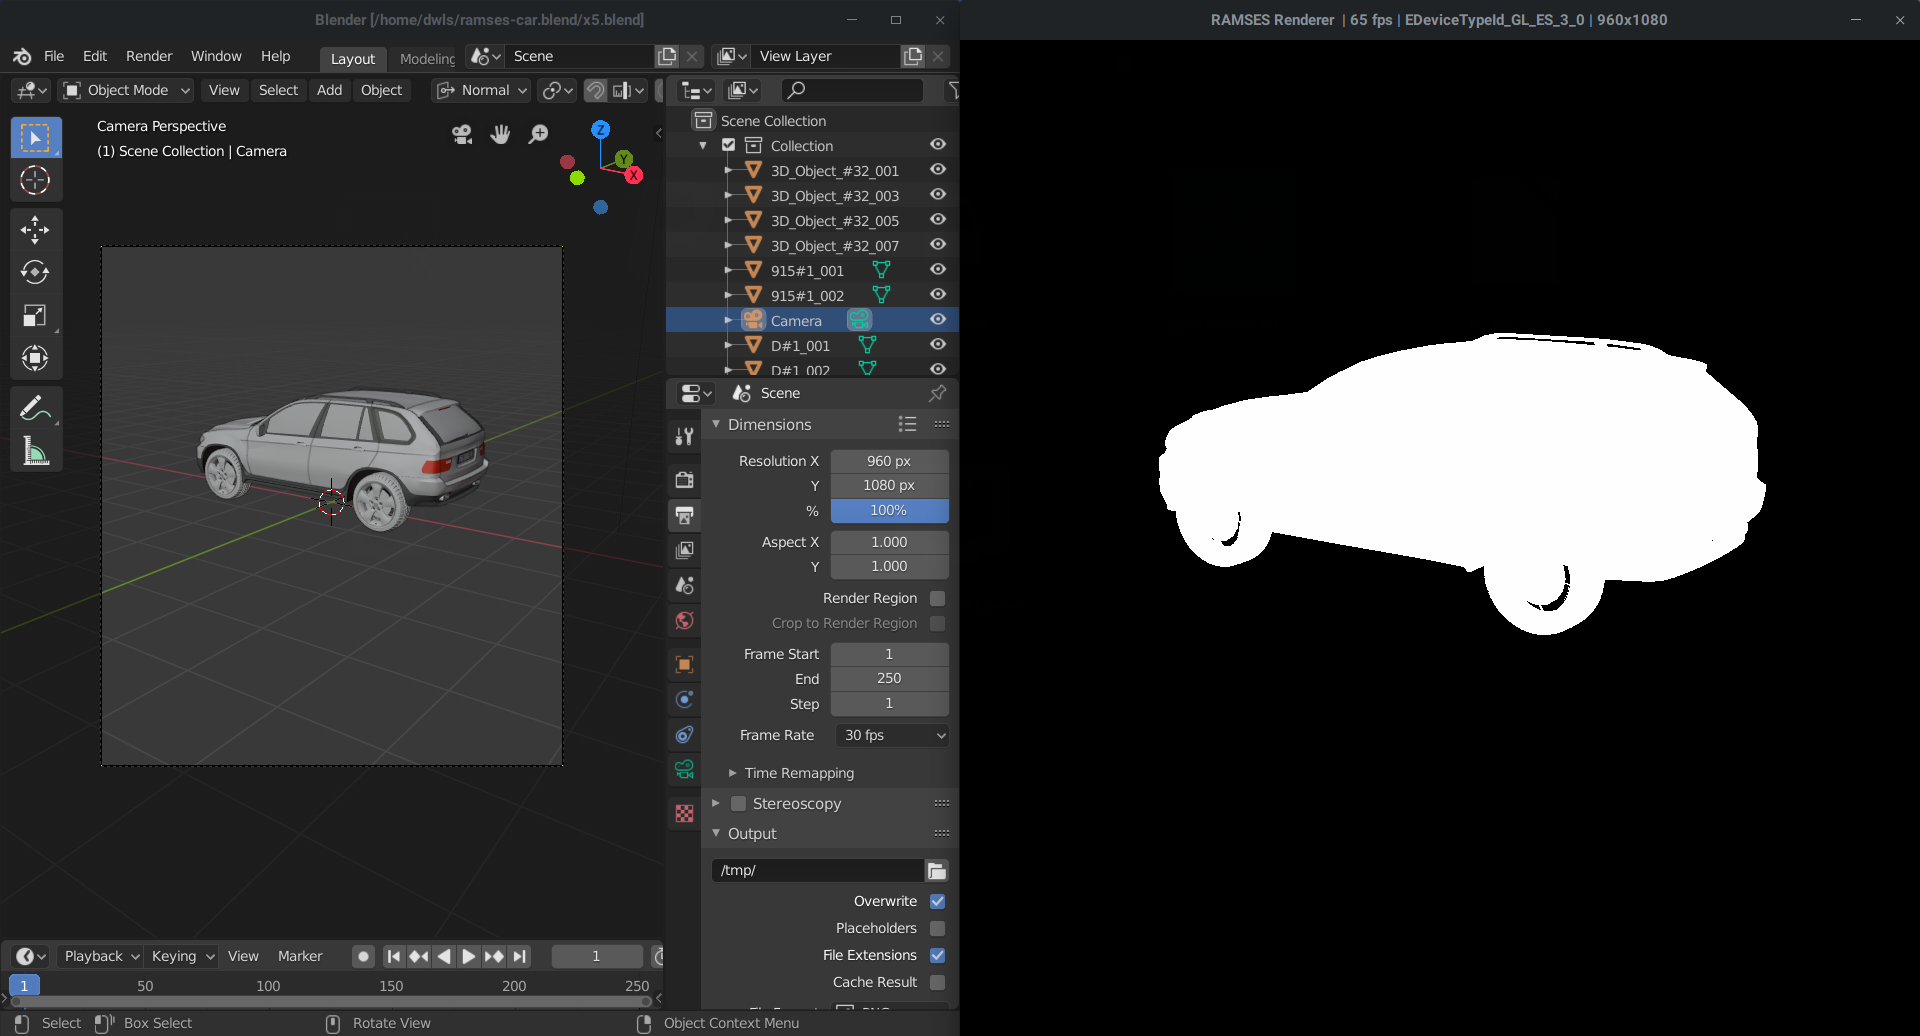 Blender [/home/dwls/ramses-car.blend/x5.blend]
File Edit Render Window Help Layout Modeling Scene View Layer
Object Mode View Select Add Object Normal
Camera Perspective
(1) Scene Collection | Camera
Z
Y
X
Scene Collection
Collection
3D_Object_#32_001
3D_Object_#32_003
3D_Object_#32_005
3D_Object_#32_007
915#1_001
915#1_002
Camera
D#1_001
D#1_002
Scene
Dimensions
Resolution X 960 px
Y 1080 px
% 100%
Aspect X 1.000
Y 1.000
Render Region
Crop to Render Region
Frame Start 1
End 250
Step 1
Frame Rate 30 fps
Time Remapping
Stereoscopy
Output
/tmp/
Overwrite
Placeholders
File Extensions
Cache Result
Playback Keying View Marker 1
1 50 100 150 200 250
Select Box Select Rotate View Object Context Menu
RAMSES Renderer | 65 fps | EDeviceTypeId_GL_ES_3_0 | 960x1080